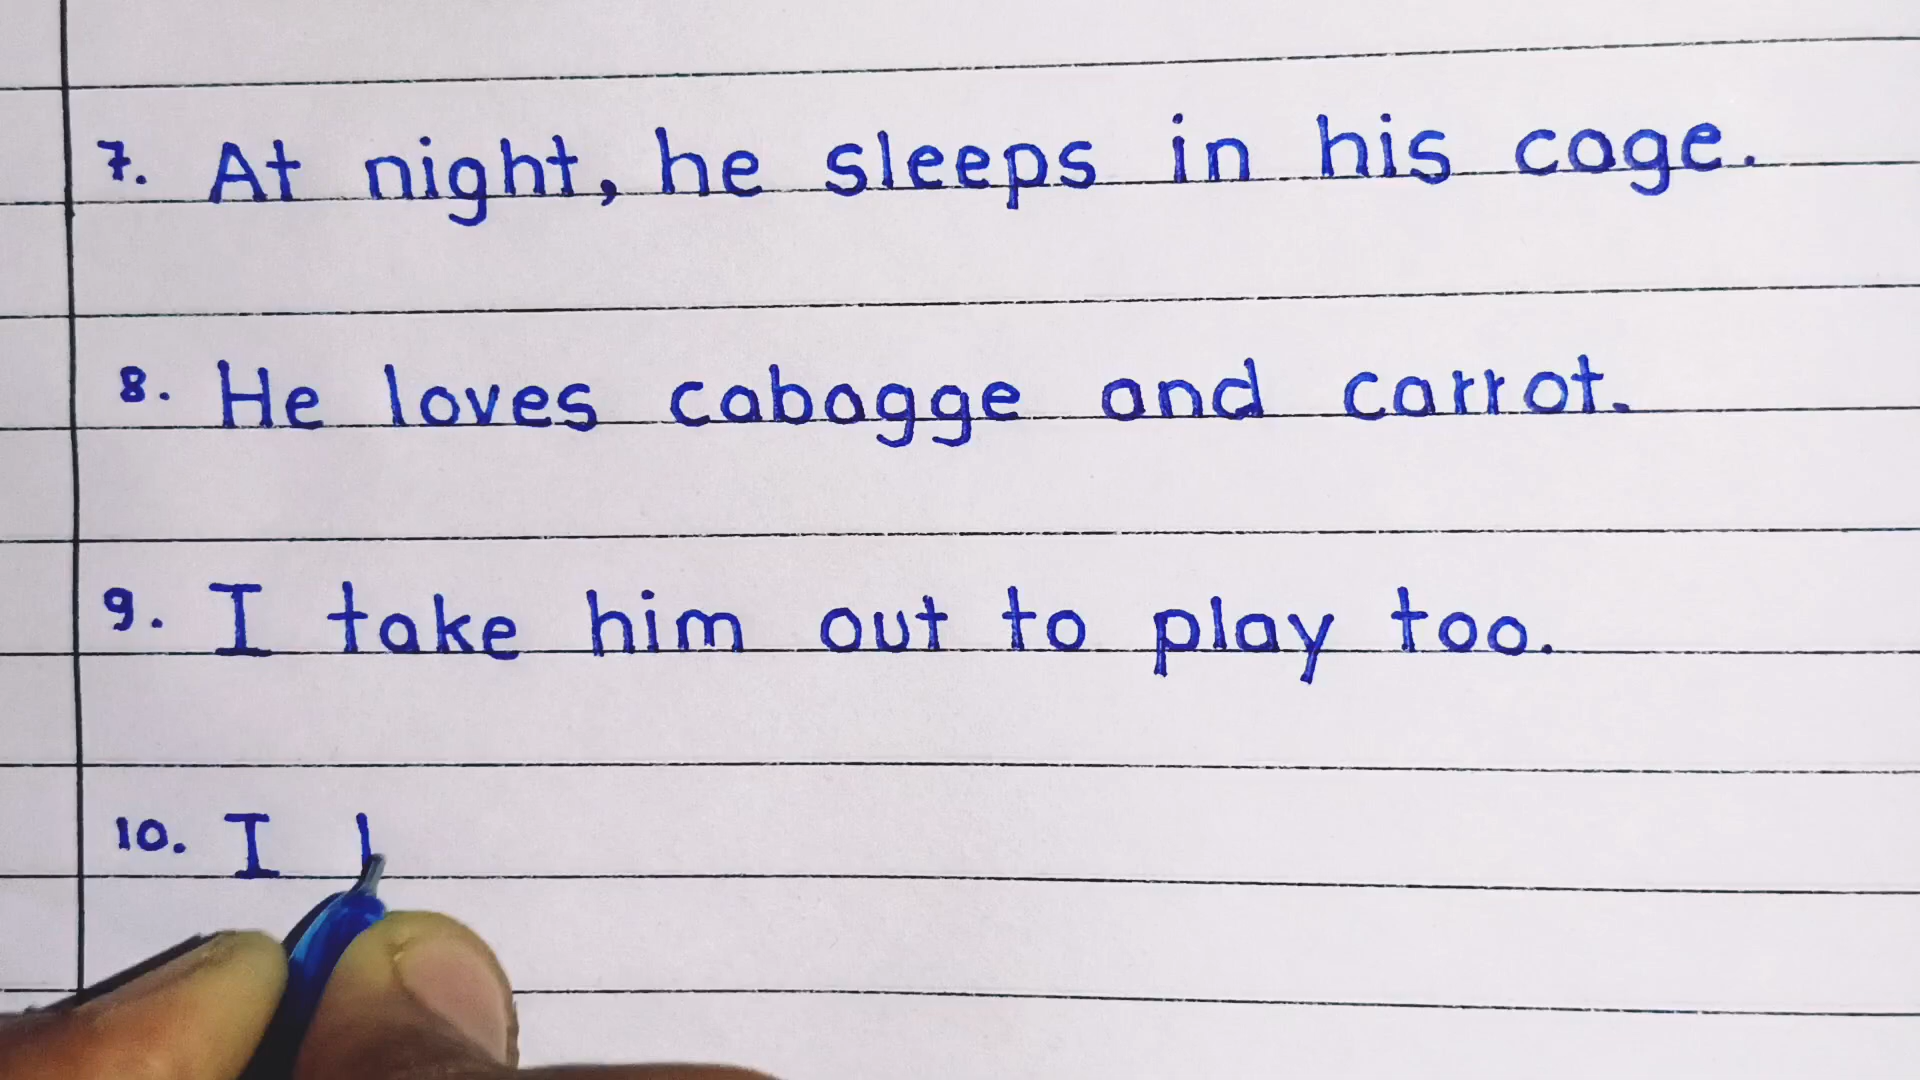 7. At night, he sleeps in his cage.
8. He loves cabagge and carrot.
9. I take him out to play too.
10. I